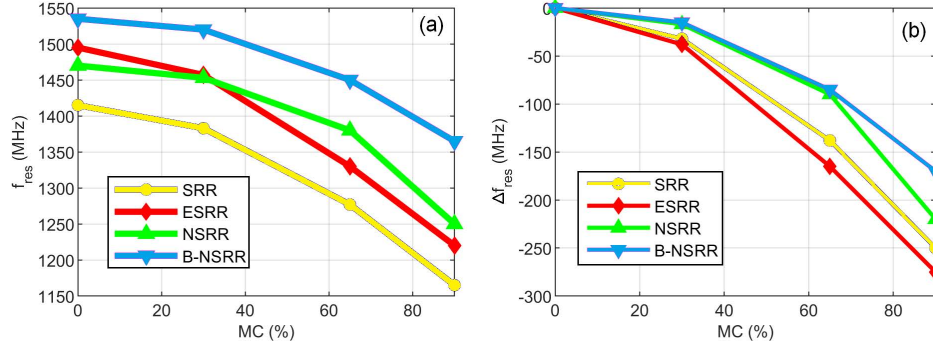 (a)
1550
1500
1450
1400
1350
1300
1250
1200
1150
f_res (MHz)
SRR
ESRR
NSRR
B-NSRR
0 20 40 60 80
MC (%)
(b)
0
-50
-100
-150
-200
-250
-300
Δf_res (MHz)
SRR
ESRR
NSRR
B-NSRR
0 20 40 60 80
MC (%)